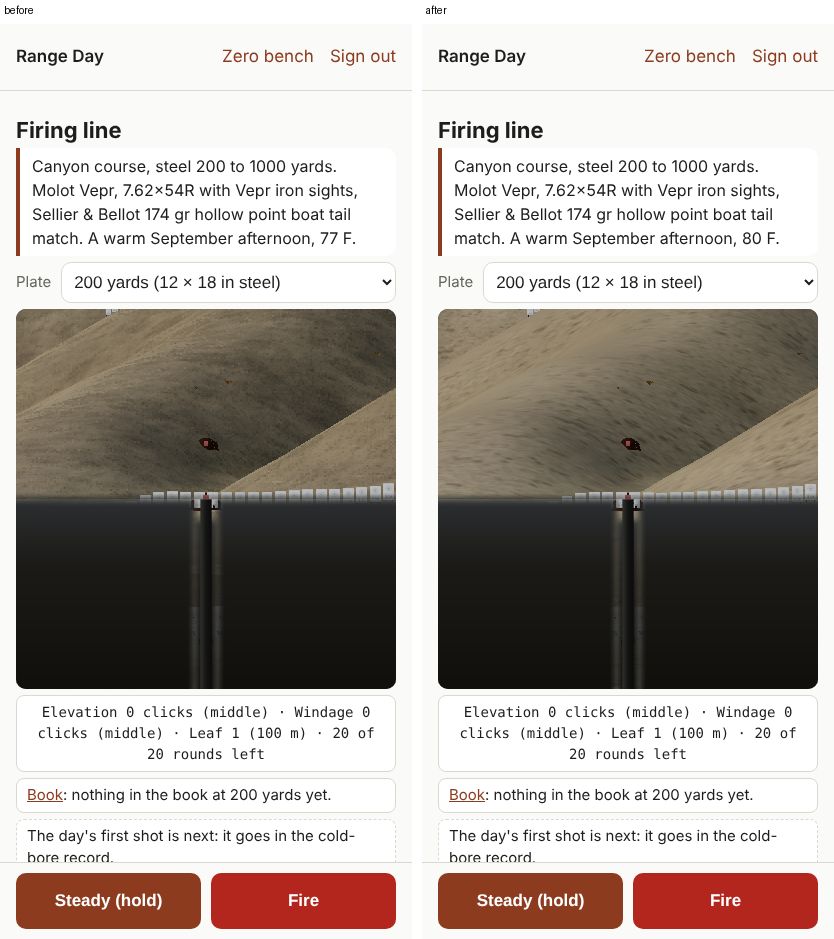 before
Range Day Zero bench Sign out
Firing line
Canyon course, steel 200 to 1000 yards.
Molot Vepr, 7.62×54R with Vepr iron sights,
Sellier & Bellot 174 gr hollow point boat tail
match. A warm September afternoon, 77 F.
Plate 200 yards (12 × 18 in steel)
Elevation 0 clicks (middle) · Windage 0
clicks (middle) · Leaf 1 (100 m) · 20 of
20 rounds left
Book: nothing in the book at 200 yards yet.
The day's first shot is next: it goes in the cold-
bore record.
Steady (hold) Fire
after
Range Day Zero bench Sign out
Firing line
Canyon course, steel 200 to 1000 yards.
Molot Vepr, 7.62×54R with Vepr iron sights,
Sellier & Bellot 174 gr hollow point boat tail
match. A warm September afternoon, 80 F.
Plate 200 yards (12 × 18 in steel)
Elevation 0 clicks (middle) · Windage 0
clicks (middle) · Leaf 1 (100 m) · 20 of
20 rounds left
Book: nothing in the book at 200 yards yet.
The day's first shot is next: it goes in the cold-
bore record.
Steady (hold) Fire